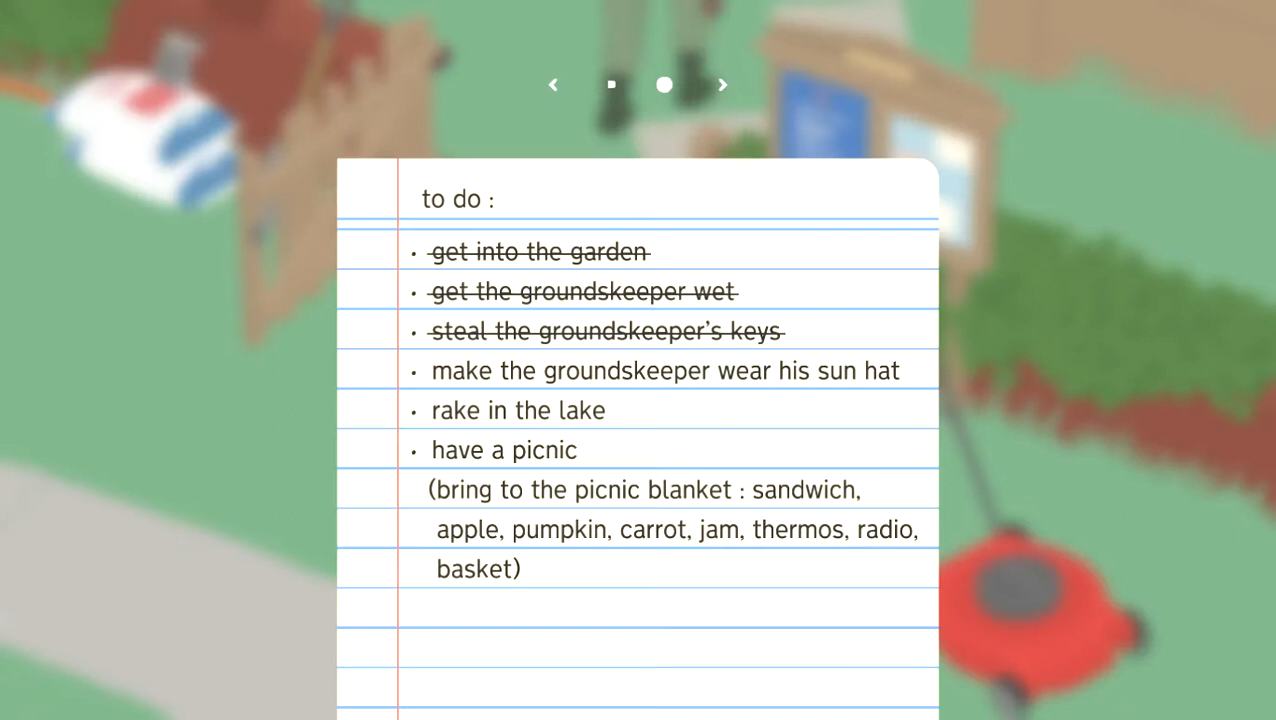 to do :
· get into the garden
· get the groundskeeper wet
· steal the groundskeeper's keys
· make the groundskeeper wear his sun hat
· rake in the lake
· have a picnic
(bring to the picnic blanket : sandwich,
apple, pumpkin, carrot, jam, thermos, radio,
basket)